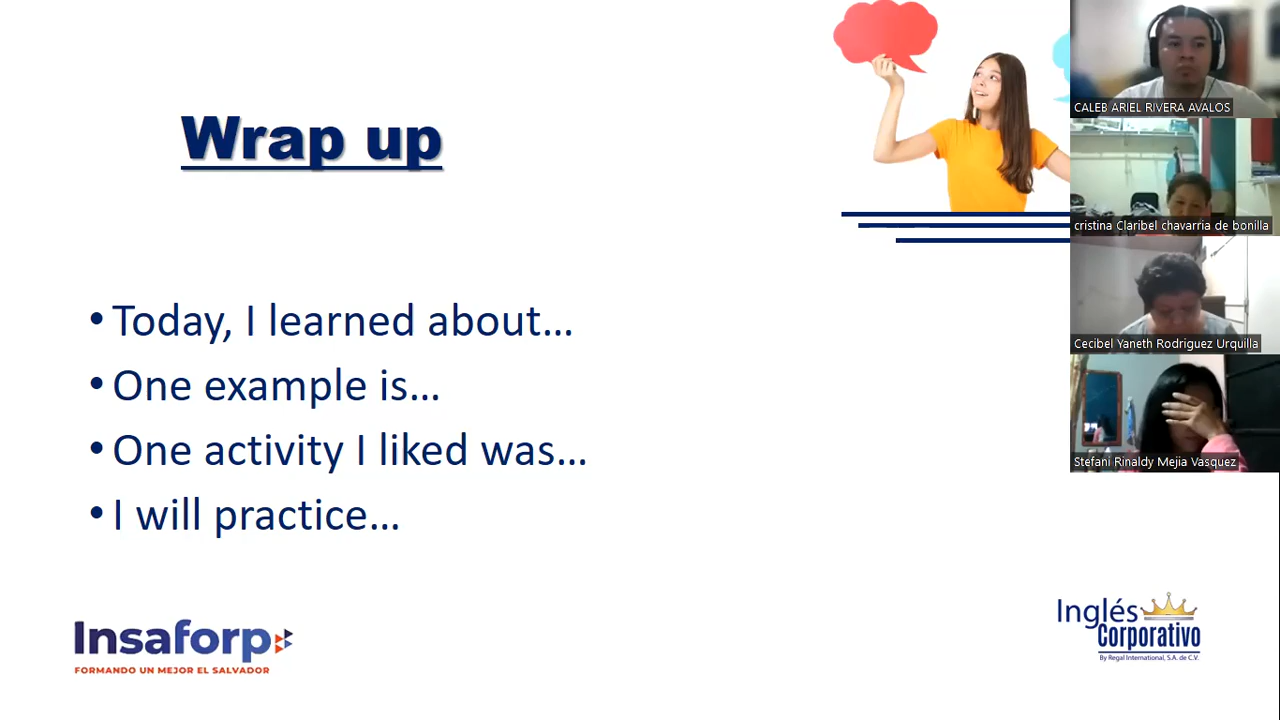 Wrap up
• Today, I learned about...
• One example is...
• One activity I liked was...
• I will practice...
Insaforp
FORMANDO UN MEJOR EL SALVADOR
Inglés
Corporativo
By Regal International, S.A. de C.V.
CALEB ARIEL RIVERA AVALOS
cristina Claribel chavarria de bonilla
Cecibel Yaneth Rodriguez Urquilla
Stefani Rinaldy Mejia Vasquez